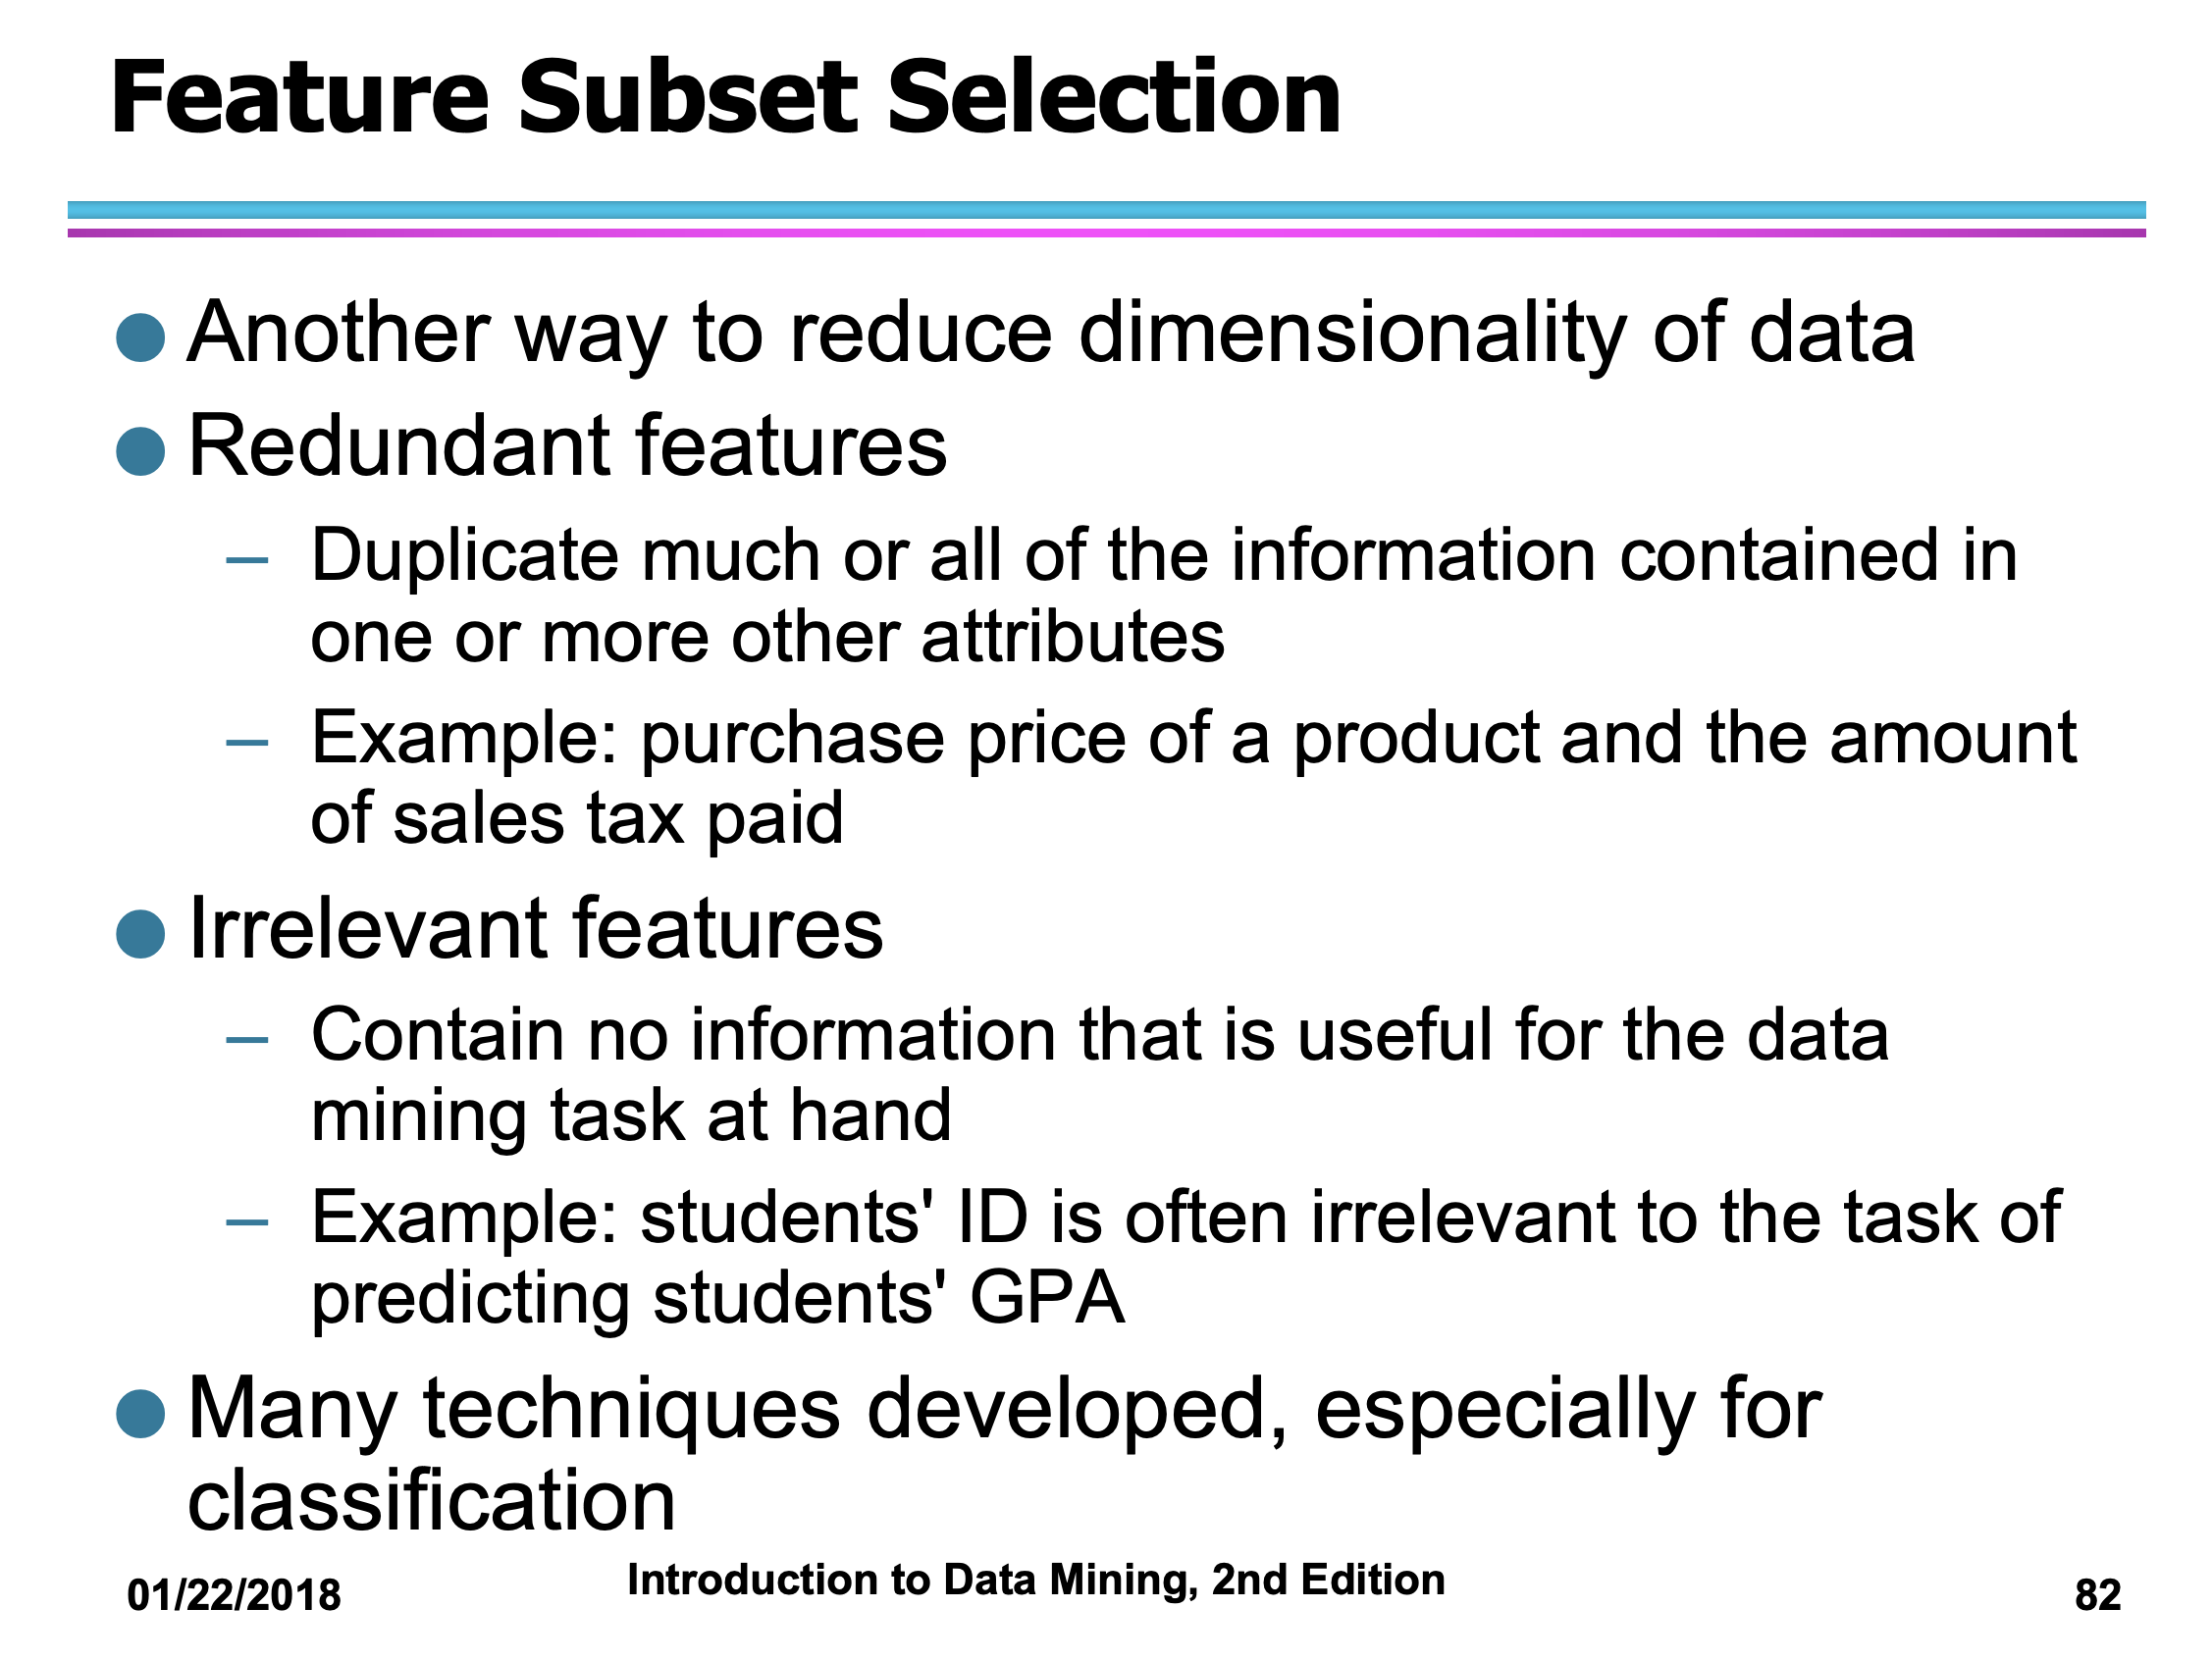 Feature Subset Selection
● Another way to reduce dimensionality of data
● Redundant features
– Duplicate much or all of the information contained in
one or more other attributes
– Example: purchase price of a product and the amount
of sales tax paid
● Irrelevant features
– Contain no information that is useful for the data
mining task at hand
– Example: students' ID is often irrelevant to the task of
predicting students' GPA
● Many techniques developed, especially for
classification
01/22/2018
Introduction to Data Mining, 2nd Edition
82